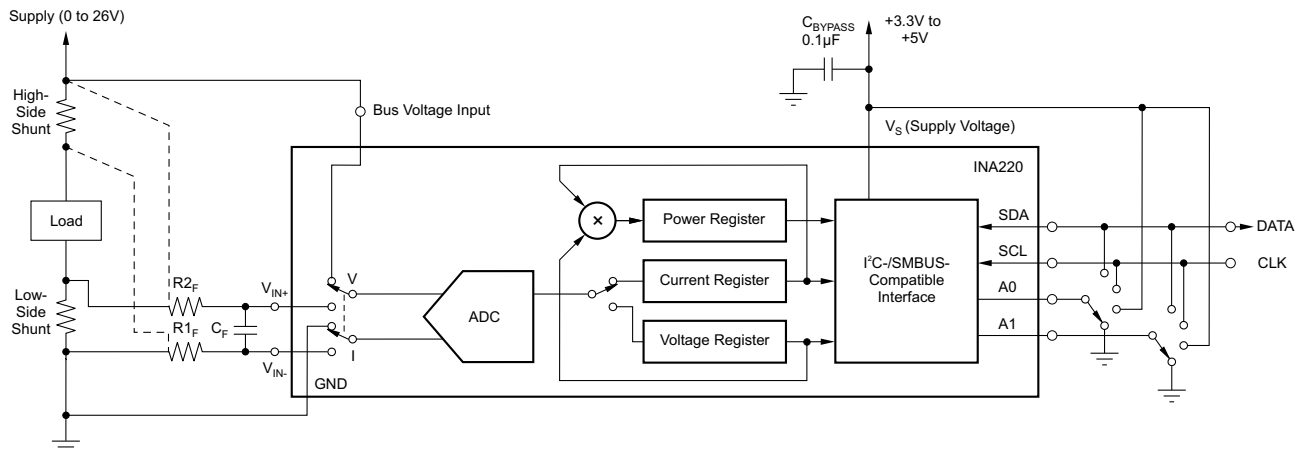 Supply (0 to 26V)
High-
Side
Shunt
Load
Low-
Side
Shunt
R2F
R1F
CF
VIN+
VIN-
Bus Voltage Input
CBYPASS
0.1µF
+3.3V to
+5V
VS (Supply Voltage)
INA220
V
I
GND
ADC
×
Power Register
Current Register
Voltage Register
I²C-/SMBUS-
Compatible
Interface
SDA
SCL
A0
A1
DATA
CLK